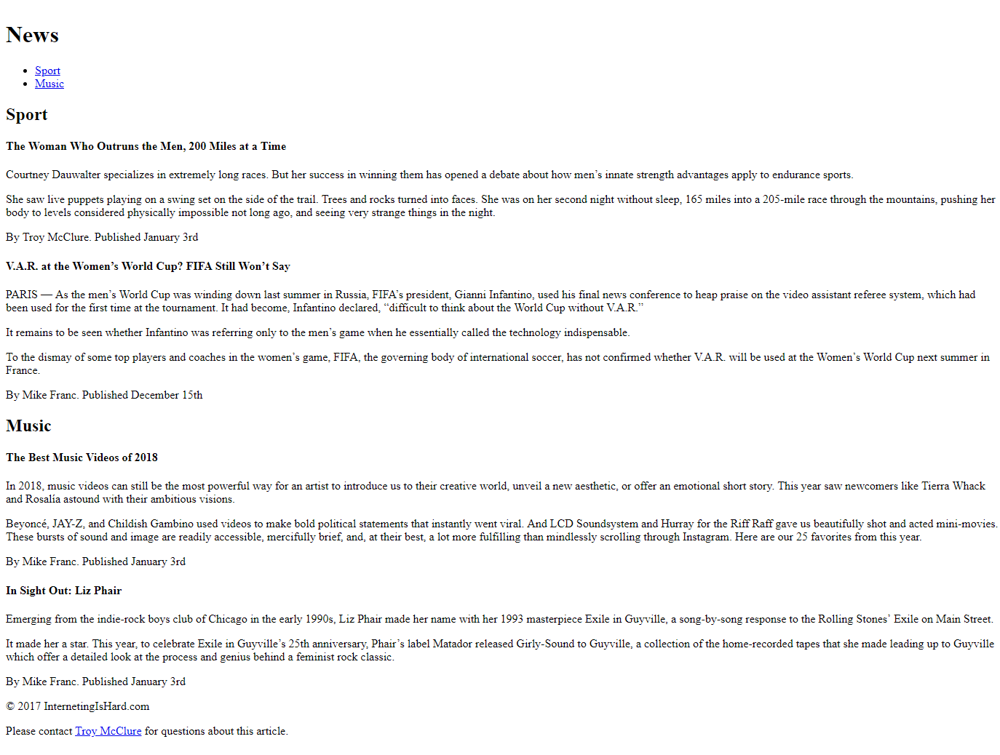 News
Sport
Music
Sport
The Woman Who Outruns the Men, 200 Miles at a Time
Courtney Dauwalter specializes in extremely long races. But her success in winning them has opened a debate about how men’s innate strength advantages apply to endurance sports.
She saw live puppets playing on a swing set on the side of the trail. Trees and rocks turned into faces. She was on her second night without sleep, 165 miles into a 205-mile race through the mountains, pushing her
body to levels considered physically impossible not long ago, and seeing very strange things in the night.
By Troy McClure. Published January 3rd
V.A.R. at the Women’s World Cup? FIFA Still Won’t Say
PARIS — As the men’s World Cup was winding down last summer in Russia, FIFA’s president, Gianni Infantino, used his final news conference to heap praise on the video assistant referee system, which had
been used for the first time at the tournament. It had become, Infantino declared, “difficult to think about the World Cup without V.A.R.”
It remains to be seen whether Infantino was referring only to the men’s game when he essentially called the technology indispensable.
To the dismay of some top players and coaches in the women’s game, FIFA, the governing body of international soccer, has not confirmed whether V.A.R. will be used at the Women’s World Cup next summer in
France.
By Mike Franc. Published December 15th
Music
The Best Music Videos of 2018
In 2018, music videos can still be the most powerful way for an artist to introduce us to their creative world, unveil a new aesthetic, or offer an emotional short story. This year saw newcomers like Tierra Whack
and Rosalía astound with their ambitious visions.
Beyoncé, JAY-Z, and Childish Gambino used videos to make bold political statements that instantly went viral. And LCD Soundsystem and Hurray for the Riff Raff gave us beautifully shot and acted mini-movies.
These bursts of sound and image are readily accessible, mercifully brief, and, at their best, a lot more fulfilling than mindlessly scrolling through Instagram. Here are our 25 favorites from this year.
By Mike Franc. Published January 3rd
In Sight Out: Liz Phair
Emerging from the indie-rock boys club of Chicago in the early 1990s, Liz Phair made her name with her 1993 masterpiece Exile in Guyville, a song-by-song response to the Rolling Stones’ Exile on Main Street.
It made her a star. This year, to celebrate Exile in Guyville’s 25th anniversary, Phair’s label Matador released Girly-Sound to Guyville, a collection of the home-recorded tapes that she made leading up to Guyville
which offer a detailed look at the process and genius behind a feminist rock classic.
By Mike Franc. Published January 3rd
© 2017 InternetingIsHard.com
Please contact Troy McClure for questions about this article.